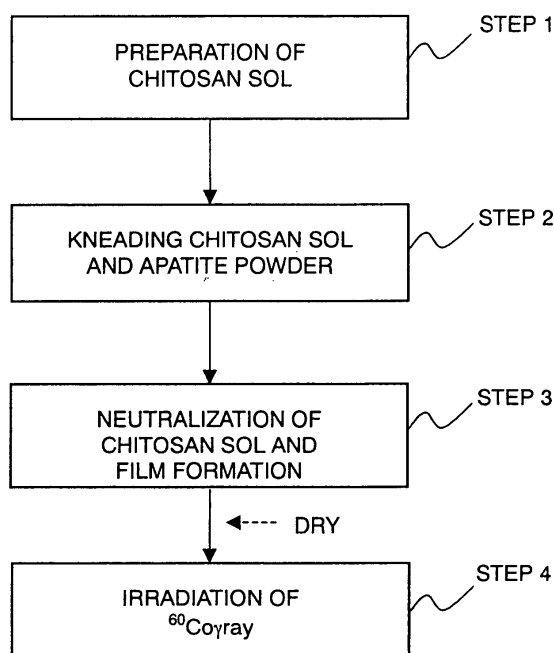 STEP 1
PREPARATION OF
CHITOSAN SOL
STEP 2
KNEADING CHITOSAN SOL
AND APATITE POWDER
STEP 3
NEUTRALIZATION OF
CHITOSAN SOL AND
FILM FORMATION
DRY
STEP 4
IRRADIATION OF
⁶⁰Coγray